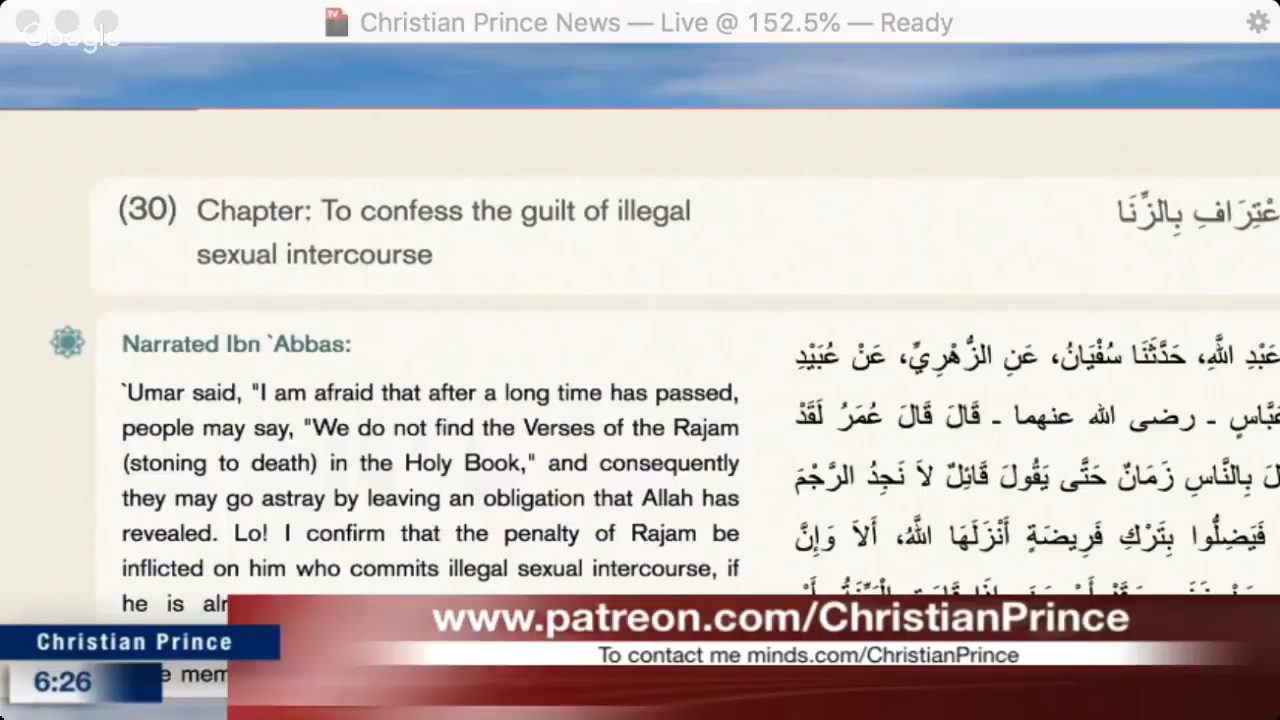 Christian Prince News — Live @ 152.5% — Ready
Google
(30) Chapter: To confess the guilt of illegal
sexual intercourse
عْتِرَافِ بِالزِّنَا
Narrated Ibn `Abbas:
`Umar said, "I am afraid that after a long time has passed,
people may say, "We do not find the Verses of the Rajam
(stoning to death) in the Holy Book," and consequently
they may go astray by leaving an obligation that Allah has
revealed. Lo! I confirm that the penalty of Rajam be
inflicted on him who commits illegal sexual intercourse, if
he is alr
e mem
عَبْدِ اللَّهِ، حَدَّثَنَا سُفْيَانُ، عَنِ الزُّهْرِيِّ، عَنْ عُبَيْدِ
عَبَّاسٍ ـ رضى الله عنهما ـ قَالَ قَالَ عُمَرُ لَقَدْ
لَ بِالنَّاسِ زَمَانٌ حَتَّى يَقُولَ قَائِلٌ لاَ نَجِدُ الرَّجْمَ
فَيَضِلُّوا بِتَرْكِ فَرِيضَةٍ أَنْزَلَهَا اللَّهُ، أَلاَ وَإِنَّ
www.patreon.com/ChristianPrince
To contact me minds.com/ChristianPrince
Christian Prince
6:26